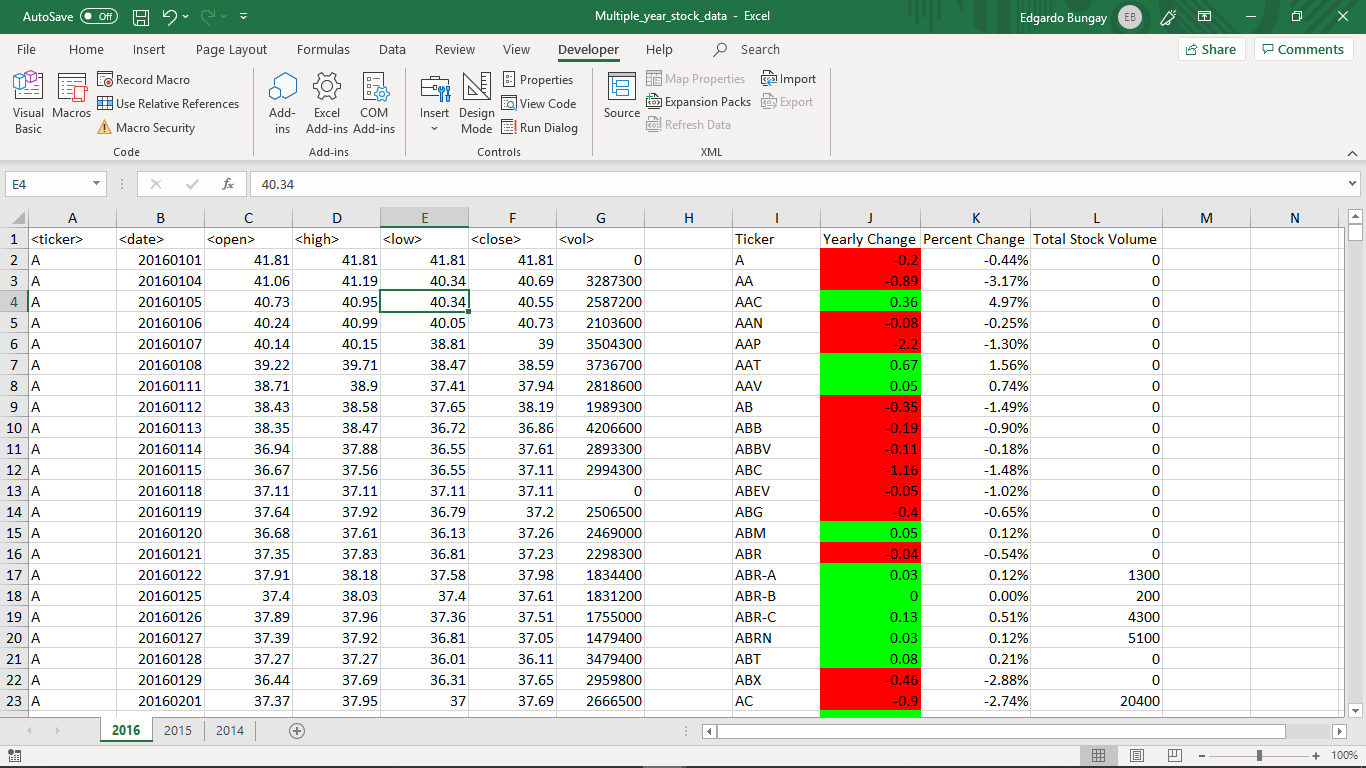 AutoSave Off Multiple_year_stock_data - Excel Edgardo Bungay EB
File Home Insert Page Layout Formulas Data Review View Developer Help Search Share Comments
Visual Basic Macros Record Macro Use Relative References Macro Security
Add-ins Excel Add-ins COM Add-ins
Insert Design Mode Properties View Code Run Dialog
Source Map Properties Expansion Packs Refresh Data Import Export
Code Add-ins Controls XML
E4 fx 40.34
A B C D E F G H I J K L M N
1 <ticker> <date> <open> <high> <low> <close> <vol> Ticker Yearly Change Percent Change Total Stock Volume
2 A 20160101 41.81 41.81 41.81 41.81 0 A -0.2 -0.44% 0
3 A 20160104 41.06 41.19 40.34 40.69 3287300 AA -0.89 -3.17% 0
4 A 20160105 40.73 40.95 40.34 40.55 2587200 AAC 0.36 4.97% 0
5 A 20160106 40.24 40.99 40.05 40.73 2103600 AAN -0.08 -0.25% 0
6 A 20160107 40.14 40.15 38.81 39 3504300 AAP -2.2 -1.30% 0
7 A 20160108 39.22 39.71 38.47 38.59 3736700 AAT 0.67 1.56% 0
8 A 20160111 38.71 38.9 37.41 37.94 2818600 AAV 0.05 0.74% 0
9 A 20160112 38.43 38.58 37.65 38.19 1989300 AB -0.35 -1.49% 0
10 A 20160113 38.35 38.47 36.72 36.86 4206600 ABB -0.19 -0.90% 0
11 A 20160114 36.94 37.88 36.55 37.61 2893300 ABBV -0.11 -0.18% 0
12 A 20160115 36.67 37.56 36.55 37.11 2994300 ABC -1.16 -1.48% 0
13 A 20160118 37.11 37.11 37.11 37.11 0 ABEV -0.05 -1.02% 0
14 A 20160119 37.64 37.92 36.79 37.2 2506500 ABG -0.4 -0.65% 0
15 A 20160120 36.68 37.61 36.13 37.26 2469000 ABM 0.05 0.12% 0
16 A 20160121 37.35 37.83 36.81 37.23 2298300 ABR -0.04 -0.54% 0
17 A 20160122 37.91 38.18 37.58 37.98 1834400 ABR-A 0.03 0.12% 1300
18 A 20160125 37.4 38.03 37.4 37.61 1831200 ABR-B 0 0.00% 200
19 A 20160126 37.89 37.96 37.36 37.51 1755000 ABR-C 0.13 0.51% 4300
20 A 20160127 37.39 37.92 36.81 37.05 1479400 ABRN 0.03 0.12% 5100
21 A 20160128 37.27 37.27 36.01 36.11 3479400 ABT 0.08 0.21% 0
22 A 20160129 36.44 37.69 36.31 37.65 2959800 ABX -0.46 -2.88% 0
23 A 20160201 37.37 37.95 37 37.69 2666500 AC -0.9 -2.74% 20400
2016 2015 2014
100%